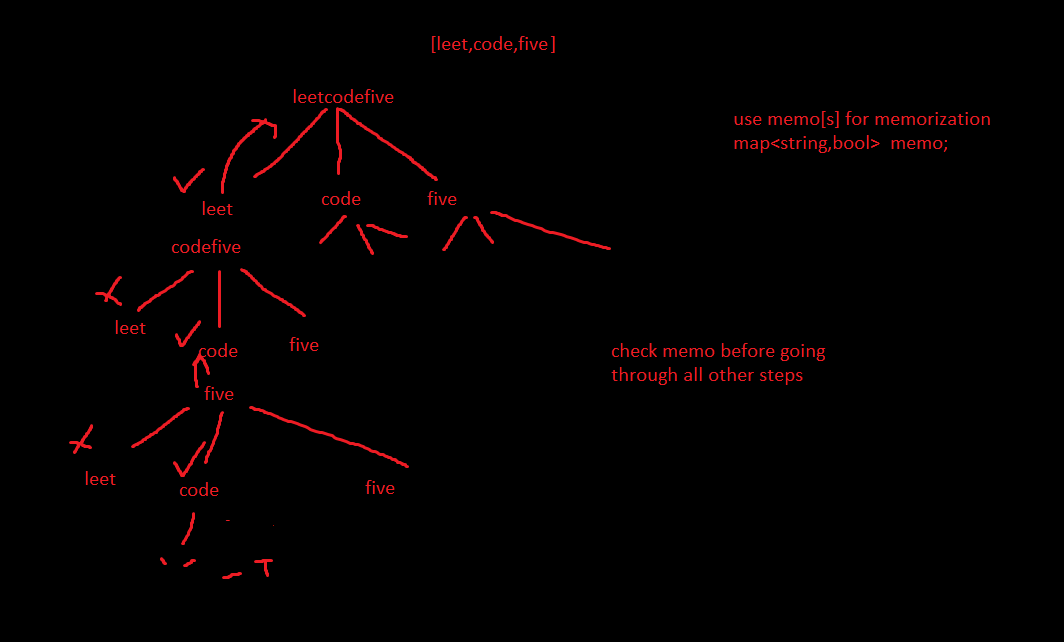 [leet,code,five]
leetcodefive
use memo[s] for memorization
map<string,bool> memo;
leet
code
five
codefive
leet
code
five
five
check memo before going
through all other steps
leet
code
five